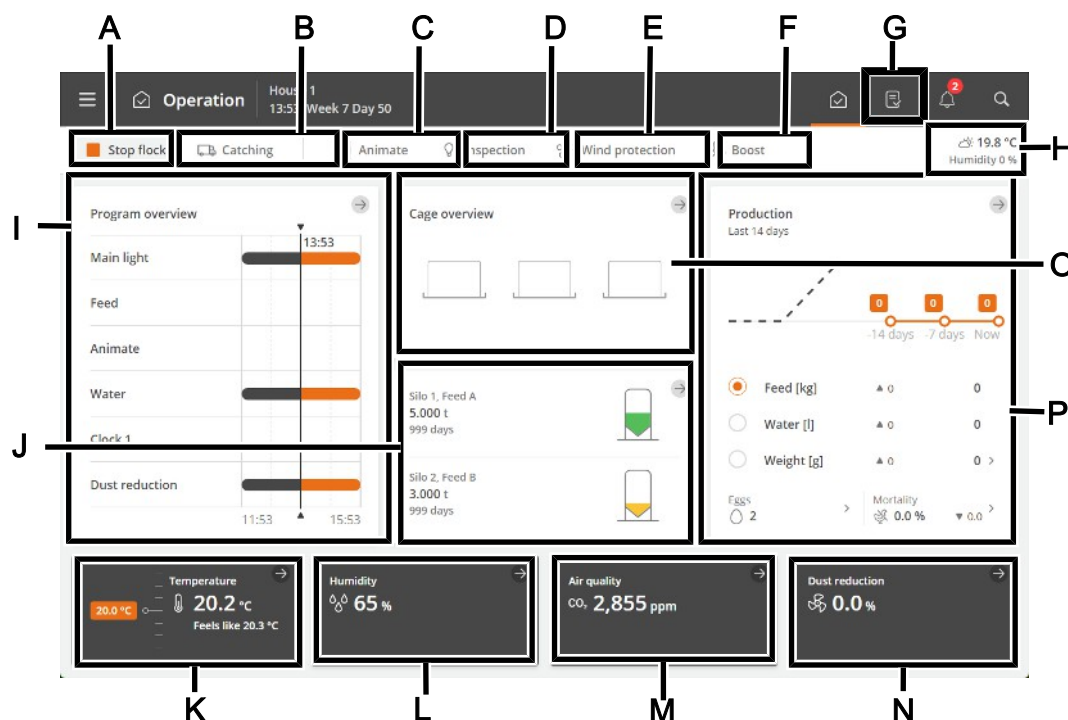 A B C D E F G
Operation
House 1
13:53 Week 7 Day 50
2
Stop flock
Catching
Animate
nspection
Wind protection
Boost
19.8 °C
Humidity 0 %
H
I
Program overview
13:53
Main light
Feed
Animate
Water
Clock 1
Dust reduction
11:53 15:53
Cage overview
O
J
Silo 1, Feed A
5.000 t
999 days
Silo 2, Feed B
3.000 t
999 days
Production
Last 14 days
0 0 0
-14 days -7 days Now
Feed [kg] ▲ 0 0
Water [l] ▲ 0 0
Weight [g] ▲ 0 0 >
P
Eggs
2 >
Mortality
0.0 % ▼ 0.0 >
Temperature
20.0 °C
20.2 °C
Feels like 20.3 °C
Humidity
65 %
Air quality
CO₂ 2,855 ppm
Dust reduction
0.0 %
K L M N